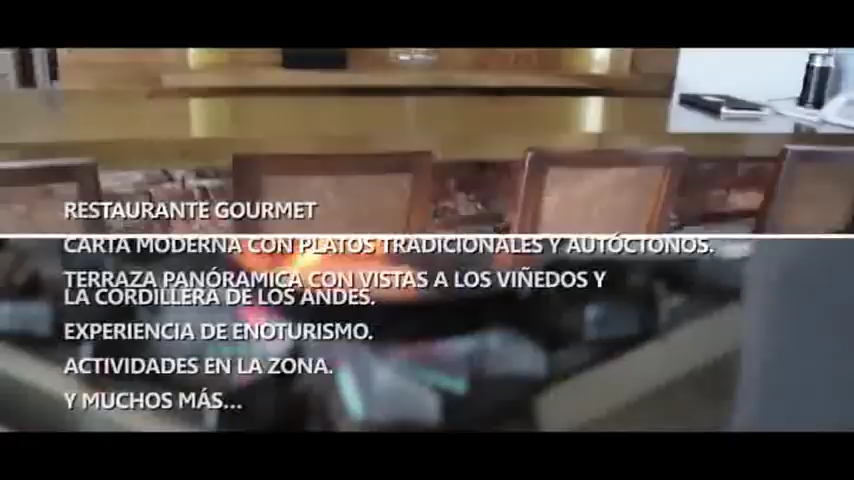 RESTAURANTE GOURMET
CARTA MODERNA CON PLATOS TRADICIONALES Y AUTÓCTONOS.
TERRAZA PANÓRAMICA CON VISTAS A LOS VIÑEDOS Y
LA CORDILLERA DE LOS ANDES.
EXPERIENCIA DE ENOTURISMO.
ACTIVIDADES EN LA ZONA.
Y MUCHOS MÁS...